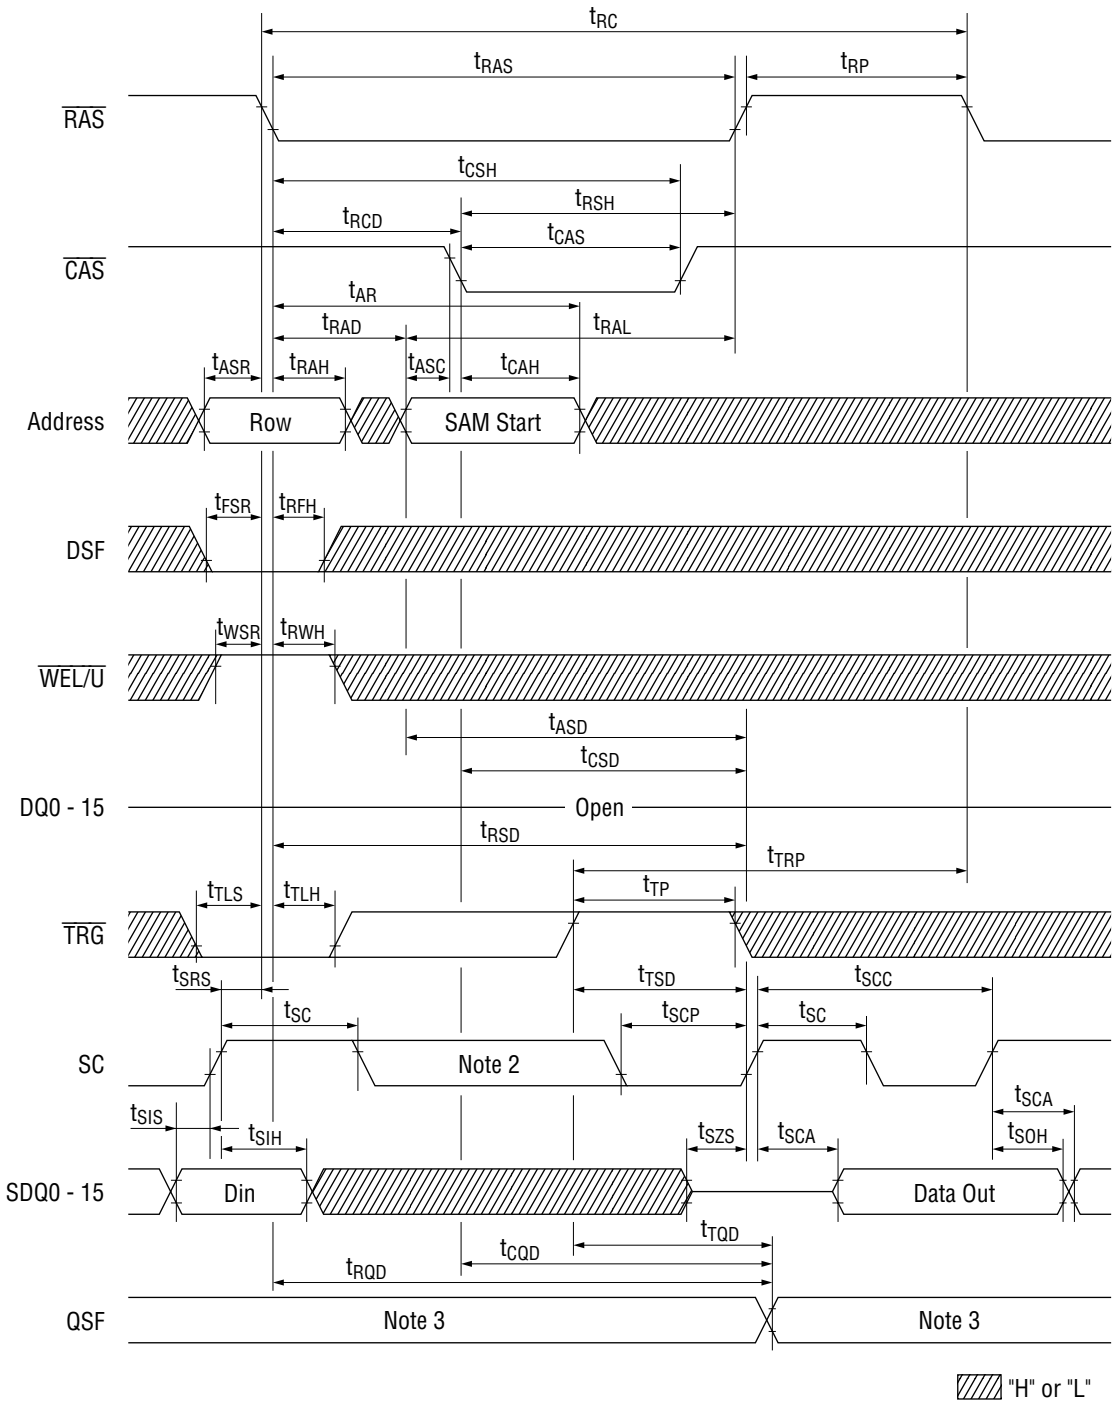 tRC
tRAS tRP
RAS
tCSH
tRSH
tRCD
tCAS
CAS
tAR
tRAD tRAL
tASR tRAH tASC tCAH
Address Row SAM Start
tFSR tRFH
DSF
tWSR tRWH
WEL/U
tASD
tCSD
DQ0 - 15 Open
tRSD
tTRP
tTLS tTLH tTP
TRG
tSRS tTSD tSCC
tSC tSCP tSC
SC Note 2
tSIS tSCA
tSIH tSZS tSCA tSOH
SDQ0 - 15 Din Data Out
tTQD
tCQD
tRQD
QSF Note 3 Note 3
"H" or "L"